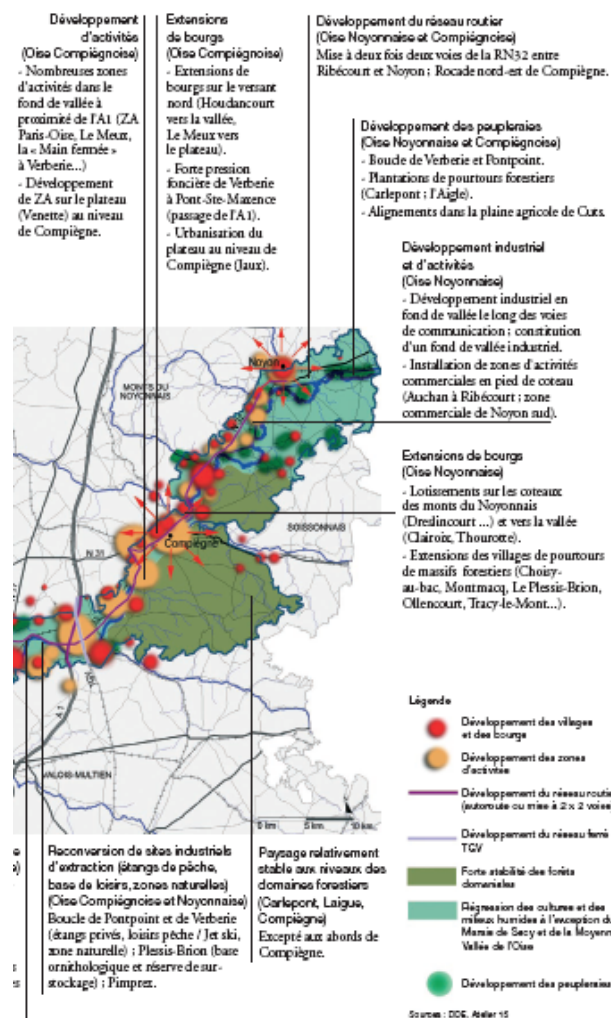 Développement
d'activités
(Oise Compiégnoise)
- Nombreuses zones
d'activités dans le
fond de vallée à
proximité de l'A1 (ZA
Paris-Oise, Le Meux,
la « Main fermée »
à Verberie...)
- Développement
de ZA sur le plateau
(Venette) au niveau
de Compiègne.
Extensions
de bourgs
(Oise Compiégnoise)
- Extensions de
bourgs sur le versant
nord (Houdancourt
vers la vallée,
Le Meux vers
le plateau).
- Forte pression
foncière de Verberie
à Pont-Ste-Maxence
(passage de l'A1).
- Urbanisation du
plateau au niveau de
Compiègne (Jaux).
Développement du réseau routier
(Oise Noyonnaise et Compiégnoise)
Mise à deux fois deux voies de la RN32 entre
Ribécourt et Noyon ; Rocade nord-est de Compiègne.
Développement des peupleraies
(Oise Noyonnaise et Compiégnoise)
- Boucle de Verberie et Pontpoint.
- Plantations de pourtours forestiers
(Carlepont ; l'Aigle).
- Alignements dans la plaine agricole de Cuts.
Développement industriel
et d'activités
(Oise Noyonnaise)
- Développement industriel en
fond de vallée le long des voies
de communication ; constitution
d'un fond de vallée industriel.
- Installation de zones d'activités
commerciales en pied de coteau
(Auchan à Ribécourt ; zone
commerciale de Noyon sud).
Extensions de bourgs
(Oise Noyonnaise)
- Lotissements sur les coteaux
des monts du Noyonnais
(Dreslincourt ...) et vers la vallée
(Clairoix, Thourotte).
- Extensions des villages de pourtours
de massifs forestiers (Choisy-
au-bac, Montmacq, Le Plessis-Brion,
Ollencourt, Tracy-le-Mont...).
Noyon
MONTS DU
NOYONNAIS
SOISSONNAIS
Compiègne
N 31
A 1
VALOIS-MULTIEN
0 km 5 km 10 km
Légende
Développement des villages
et des bourgs
Développement des zones
d'activités
Développement du réseau routie
(autoroute ou mise à 2 x 2 voies
Développement du réseau ferré
TGV
Forte stabilité des forêts
domaniales
Régression des cultures et des
milieux humides à l'exception du
Marais de Sacy et de la Moyenn
Vallée de l'Oise
Développement des peupleraies
Sources : DDE, Atelier 15
Reconversion de sites industriels
d'extraction (étangs de pêche,
base de loisirs, zones naturelles)
(Oise Compiégnoise et Noyonnaise)
Boucle de Pontpoint et de Verberie
(étangs privés, loisirs pêche / Jet ski,
zone naturelle) ; Plessis-Brion (base
ornithologique et réserve de sur-
stockage) ; Pimprez.
Paysage relativement
stable aux niveaux des
domaines forestiers
(Carlepont, Laigue,
Compiègne)
Excepté aux abords de
Compiègne.